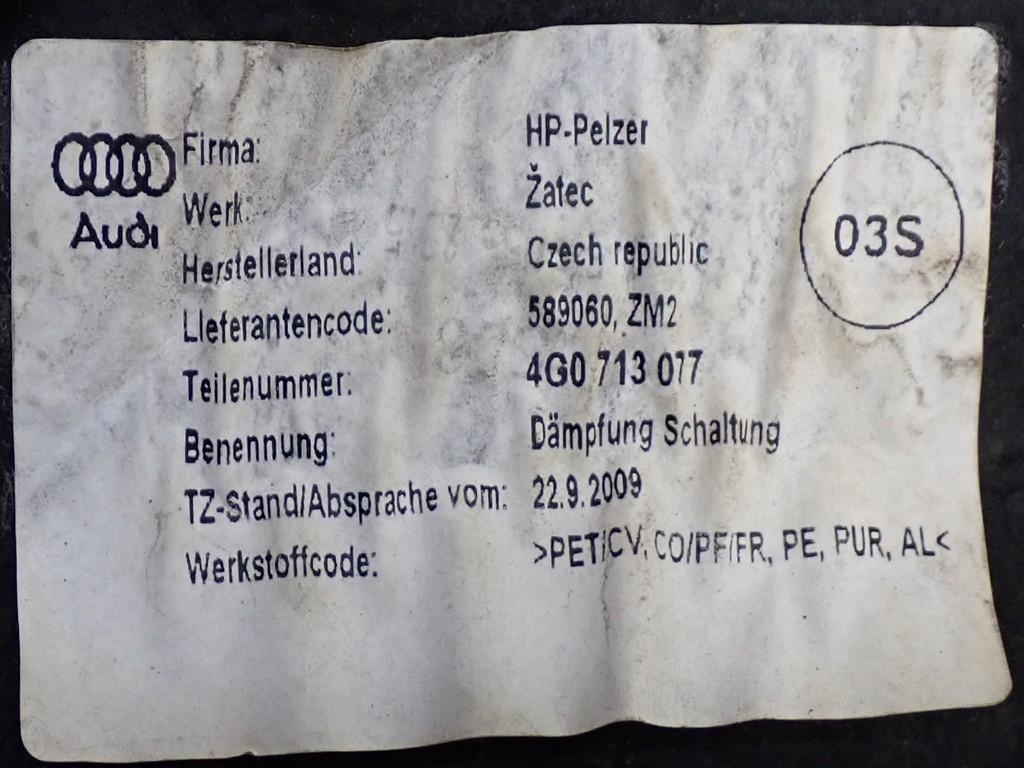 Audi
Firma: HP-Pelzer
Werk: Žatec
Herstellerland: Czech republic
Lieferantencode: 589060, ZM2
Teilenummer: 4G0 713 077
Benennung: Dämpfung Schaltung
TZ-Stand/Absprache vom: 22.9.2009
Werkstoffcode: >PET/CV, CO/PF/FR, PE, PUR, AL<
03S